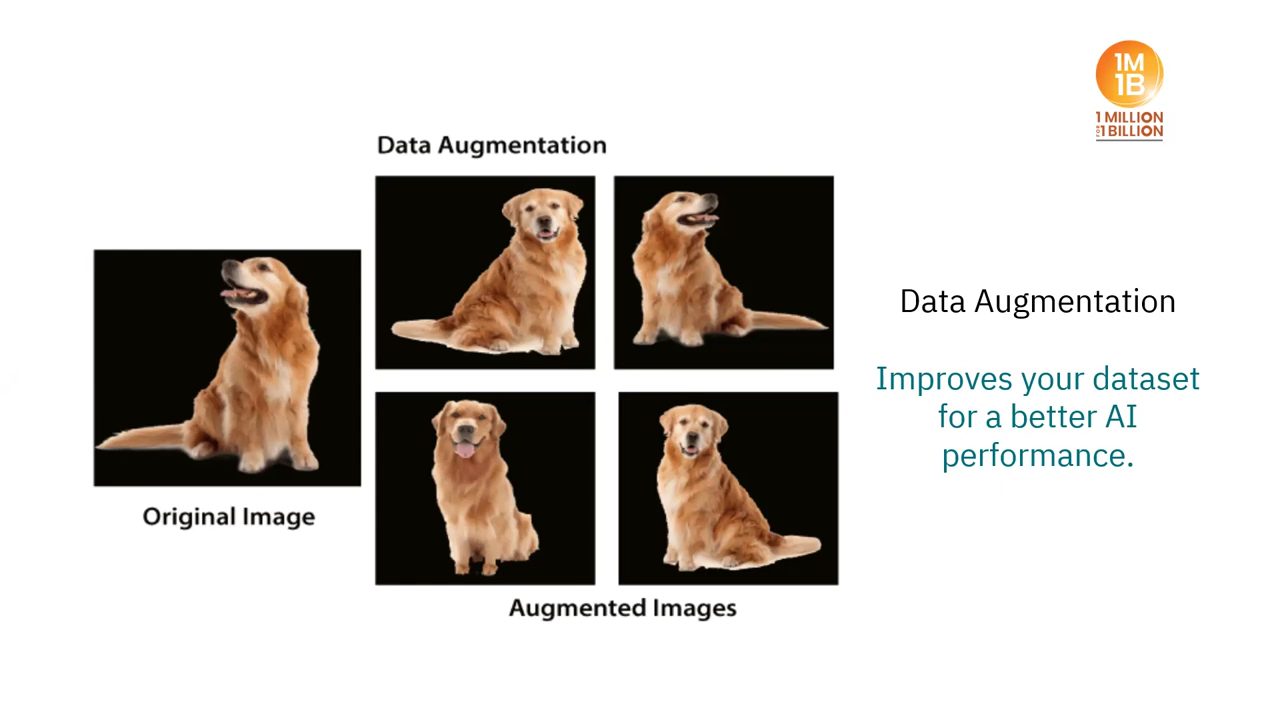 1M
1B
1 MILLION
FOR 1 BILLION
Data Augmentation
Original Image
Augmented Images
Data Augmentation
Improves your dataset
for a better AI
performance.